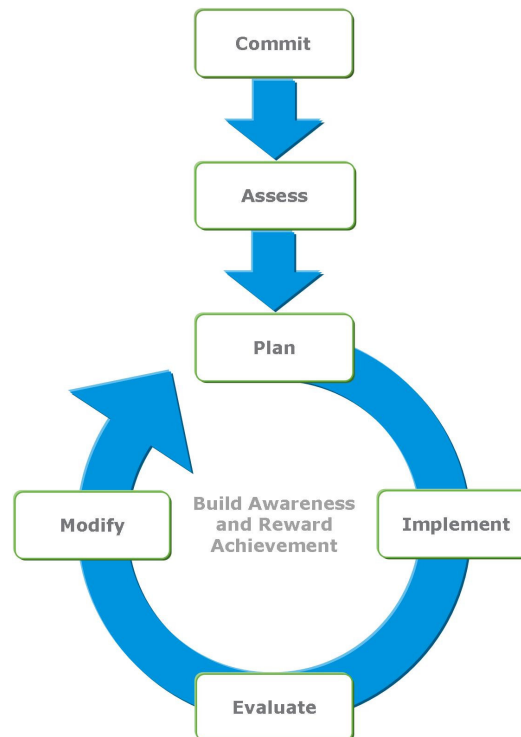 Commit
Assess
Plan
Build Awareness
and Reward
Achievement
Modify
Implement
Evaluate